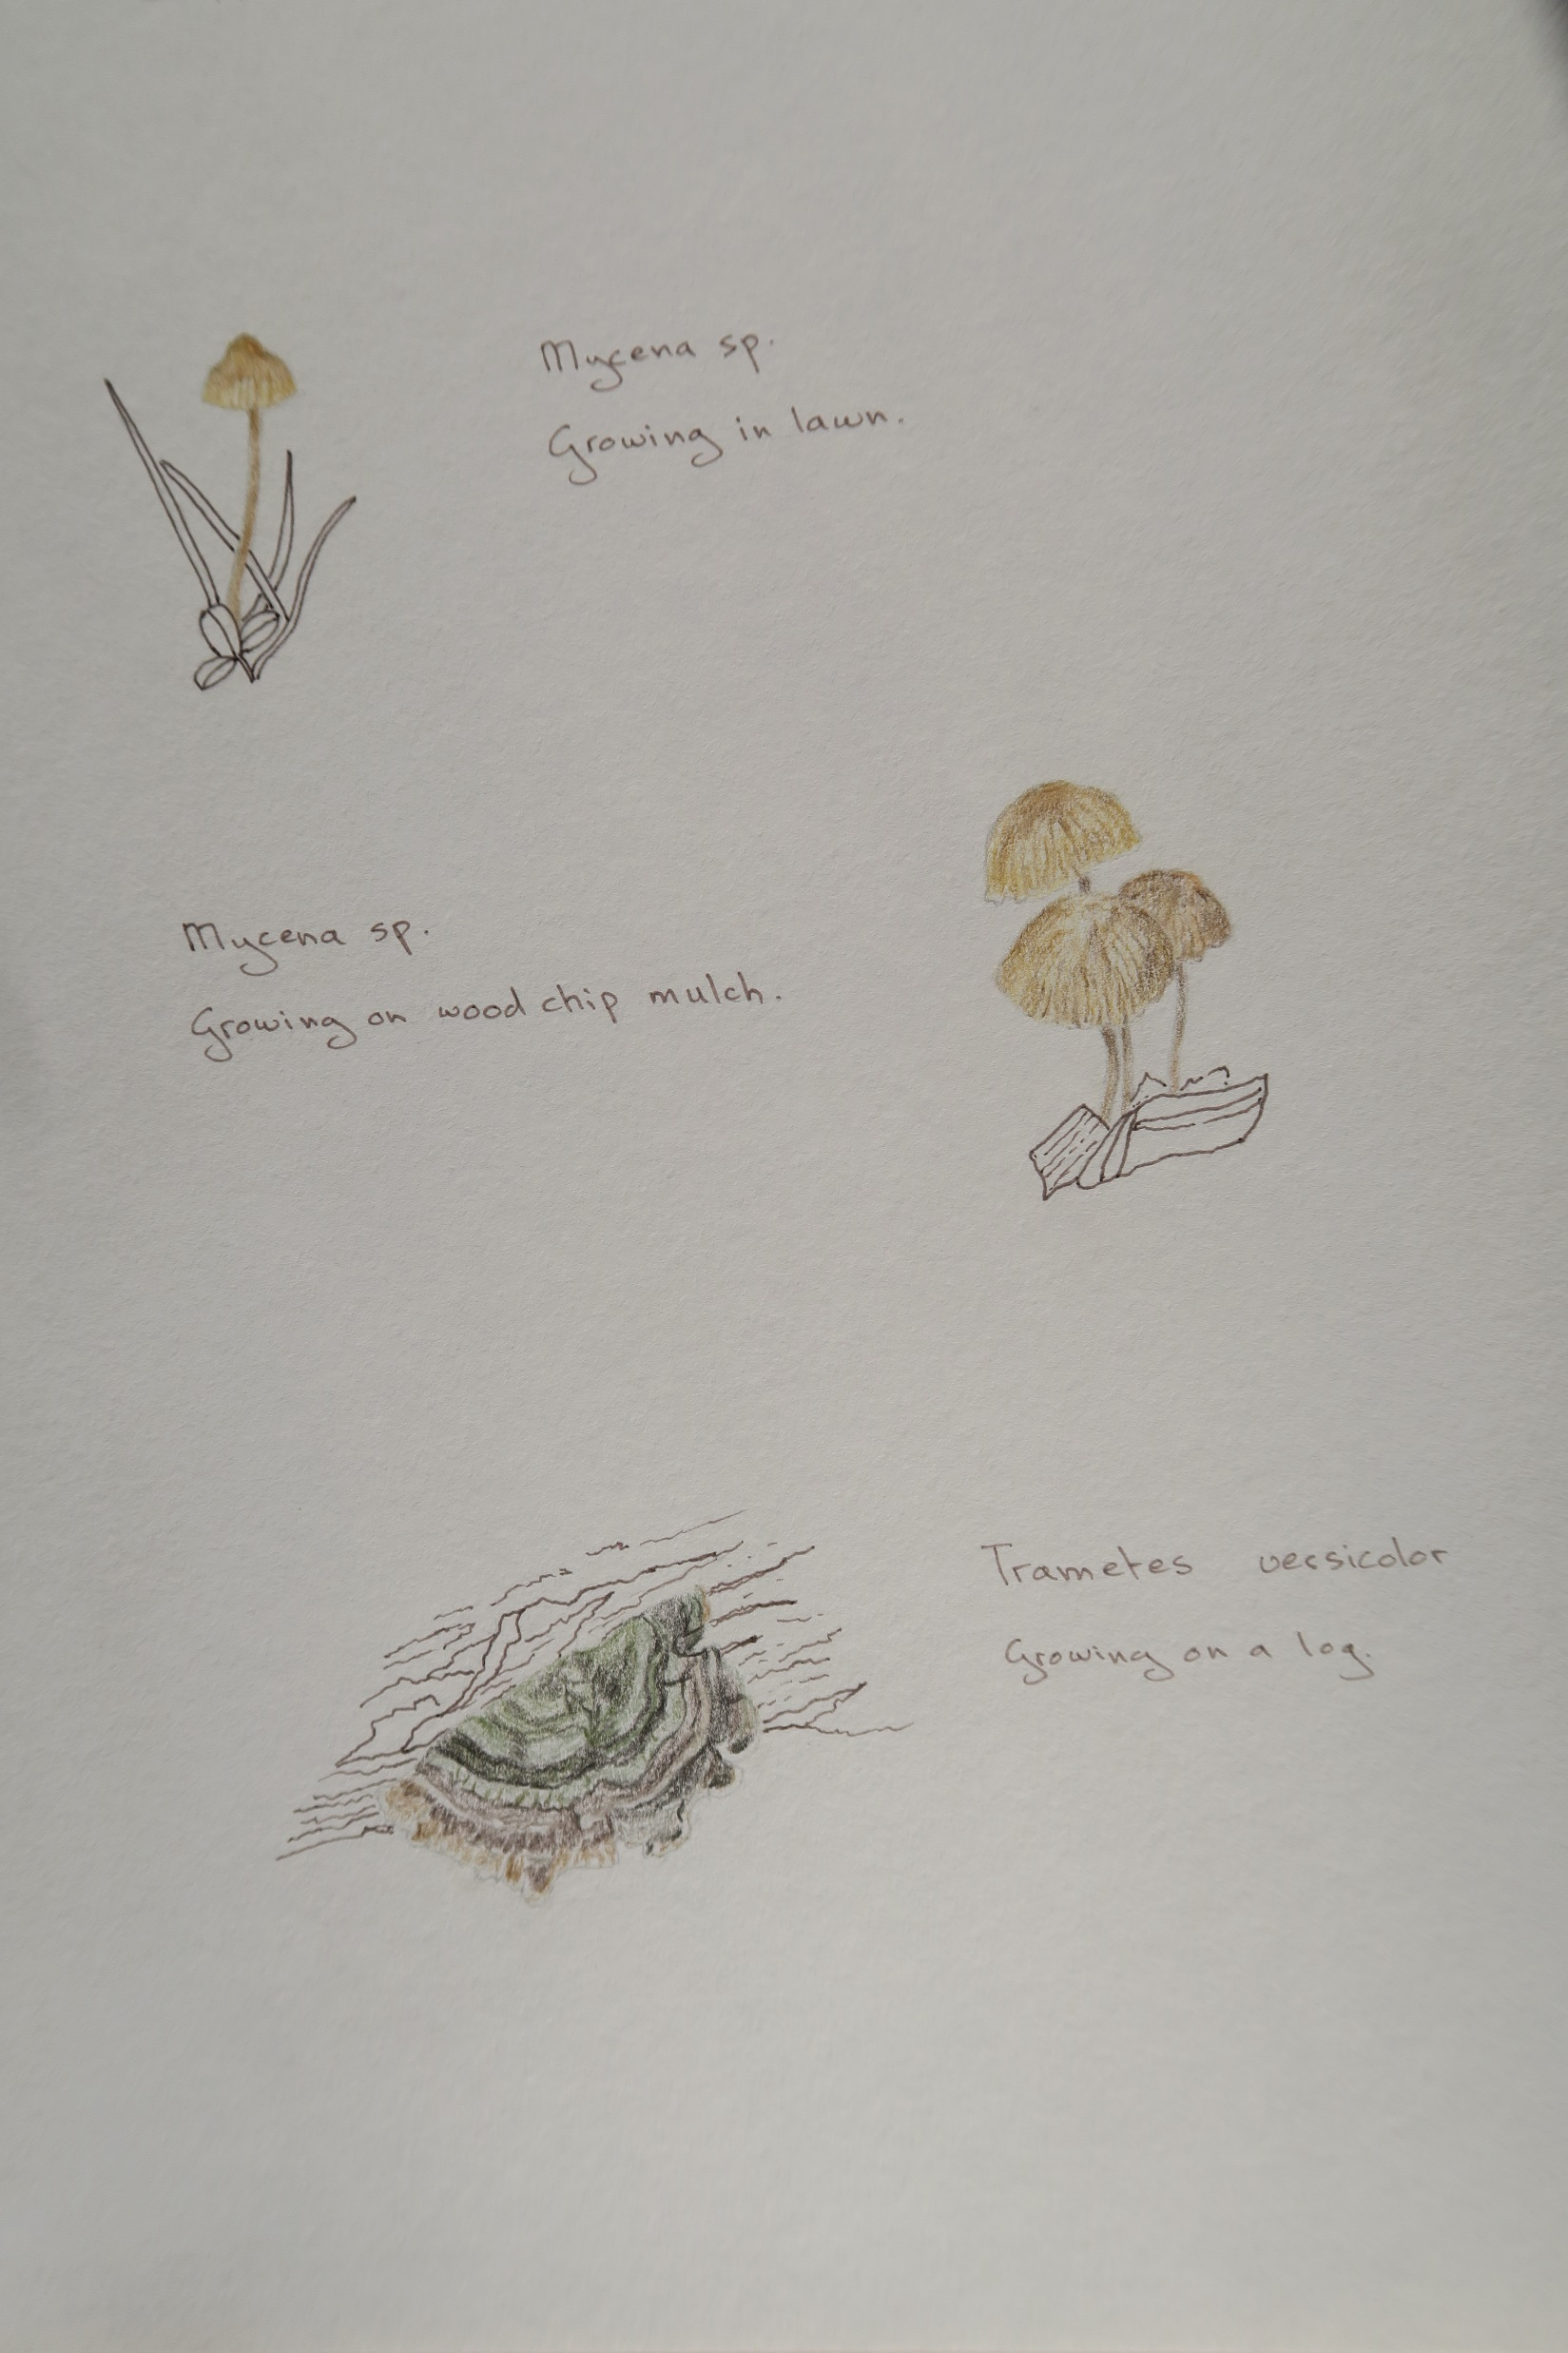 Mycena sp.
Growing in lawn.
Mycena sp.
Growing on wood chip mulch.
Trametes versicolor
Growing on a log.